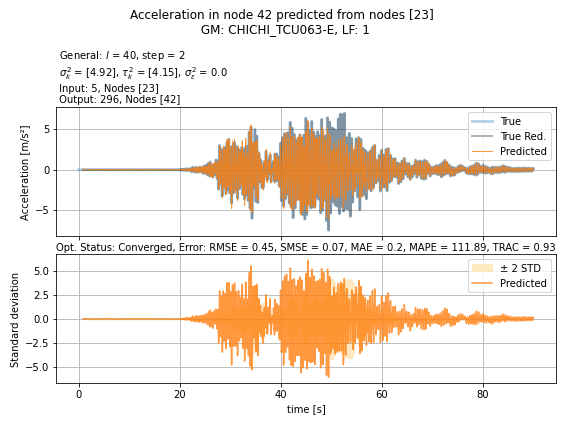 Acceleration in node 42 predicted from nodes [23]
GM: CHICHI_TCU063-E, LF: 1
General: l = 40, step = 2
σ²ₖ = [4.92], τ²ₖ = [4.15], σ²ε = 0.0
Input: 5, Nodes [23]
Output: 296, Nodes [42]
Acceleration [m/s²]
5
0
−5
True
True Red.
Predicted
Opt. Status: Converged, Error: RMSE = 0.45, SMSE = 0.07, MAE = 0.2, MAPE = 111.89, TRAC = 0.93
Standard deviation
5.0
2.5
0.0
−2.5
−5.0
± 2 STD
Predicted
0 20 40 60 80
time [s]